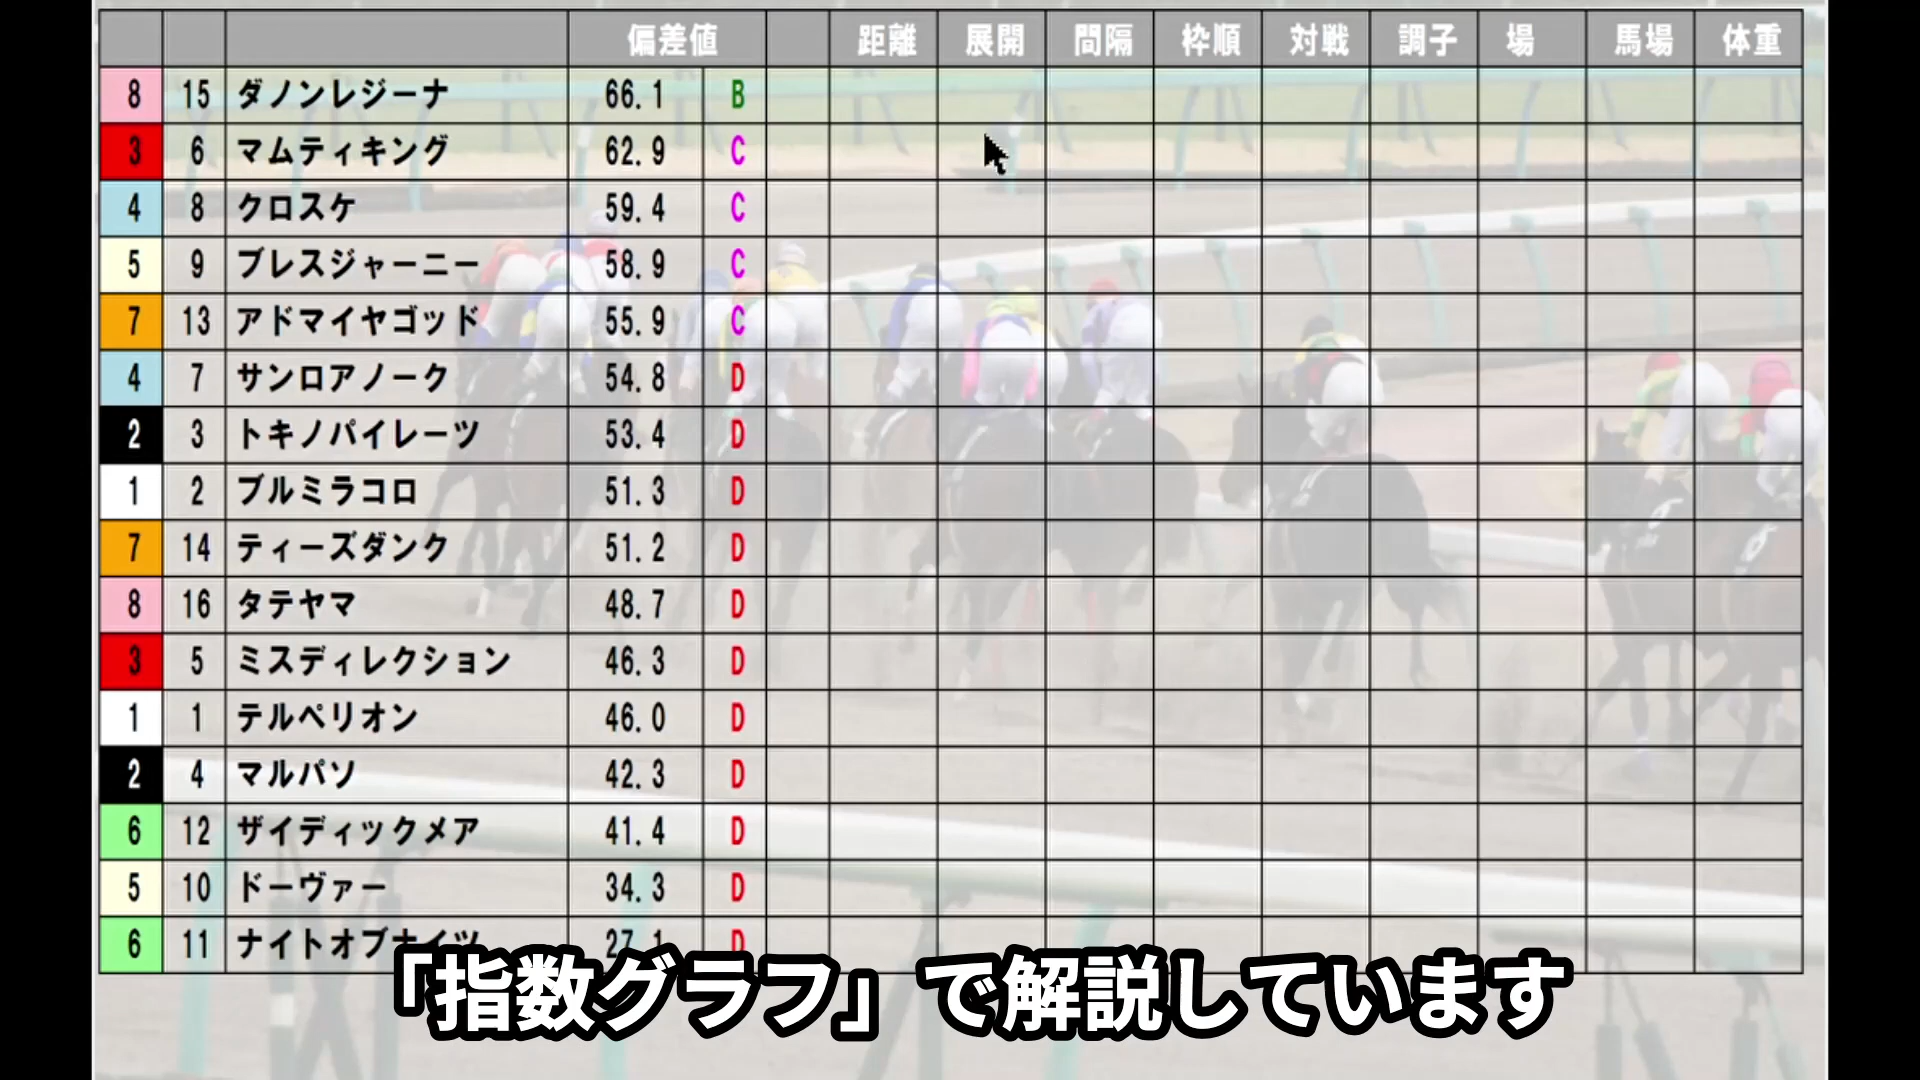 偏差値 距離 展開 間隔 枠順 対戦 調子 場 馬場 体重
8 15 ダノンレジーナ 66.1 B
3 6 マムティキング 62.9 C
4 8 クロスケ 59.4 C
5 9 ブレスジャーニー 58.9 C
7 13 アドマイヤゴッド 55.9 C
4 7 サンロアノーク 54.8 D
2 3 トキノパイレーツ 53.4 D
1 2 ブルミラコロ 51.3 D
7 14 ティーズダンク 51.2 D
8 16 タテヤマ 48.7 D
3 5 ミスディレクション 46.3 D
1 1 テルペリオン 46.0 D
2 4 マルパソ 42.3 D
6 12 ザイディックメア 41.4 D
5 10 ドーヴァー 34.3 D
6 11 ナイトオブナイツ 27.1 D
「指数グラフ」で解説しています